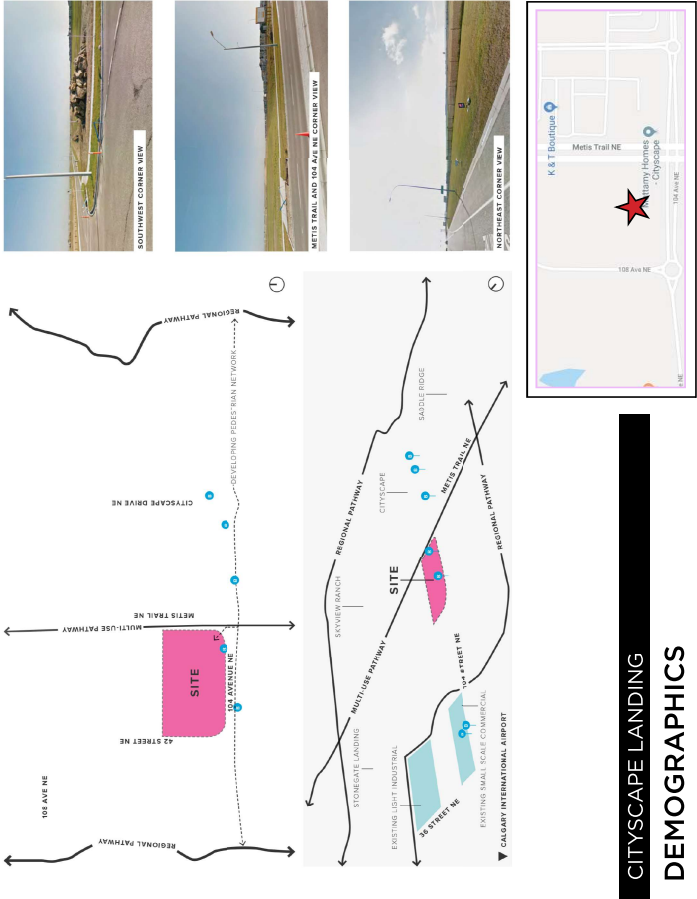 CITYSCAPE LANDING
DEMOGRAPHICS
SOUTHWEST CORNER VIEW
METIS TRAIL AND 104 AVE NE CORNER VIEW
NORTHEAST CORNER VIEW
REGIONAL PATHWAY
108 AVE NE
42 STREET NE
SITE
104 AVENUE NE
MULTI-USE PATHWAY
METIS TRAIL NE
CITYSCAPE DRIVE NE
DEVELOPING PEDESTRIAN NETWORK
REGIONAL PATHWAY
STONEGATE LANDING
MULTI-USE PATHWAY
SKYVIEW RANCH
REGIONAL PATHWAY
CITYSCAPE
SADDLE RIDGE
EXISTING LIGHT INDUSTRIAL
SITE
METIS TRAIL NE
36 STREET NE
104 STREET NE
REGIONAL PATHWAY
EXISTING SMALL SCALE COMMERCIAL
CALGARY INTERNATIONAL AIRPORT
K & T Boutique
Metis Trail NE
Mattamy Homes
- Cityscape
108 Ave NE
104 Ave NE
NE